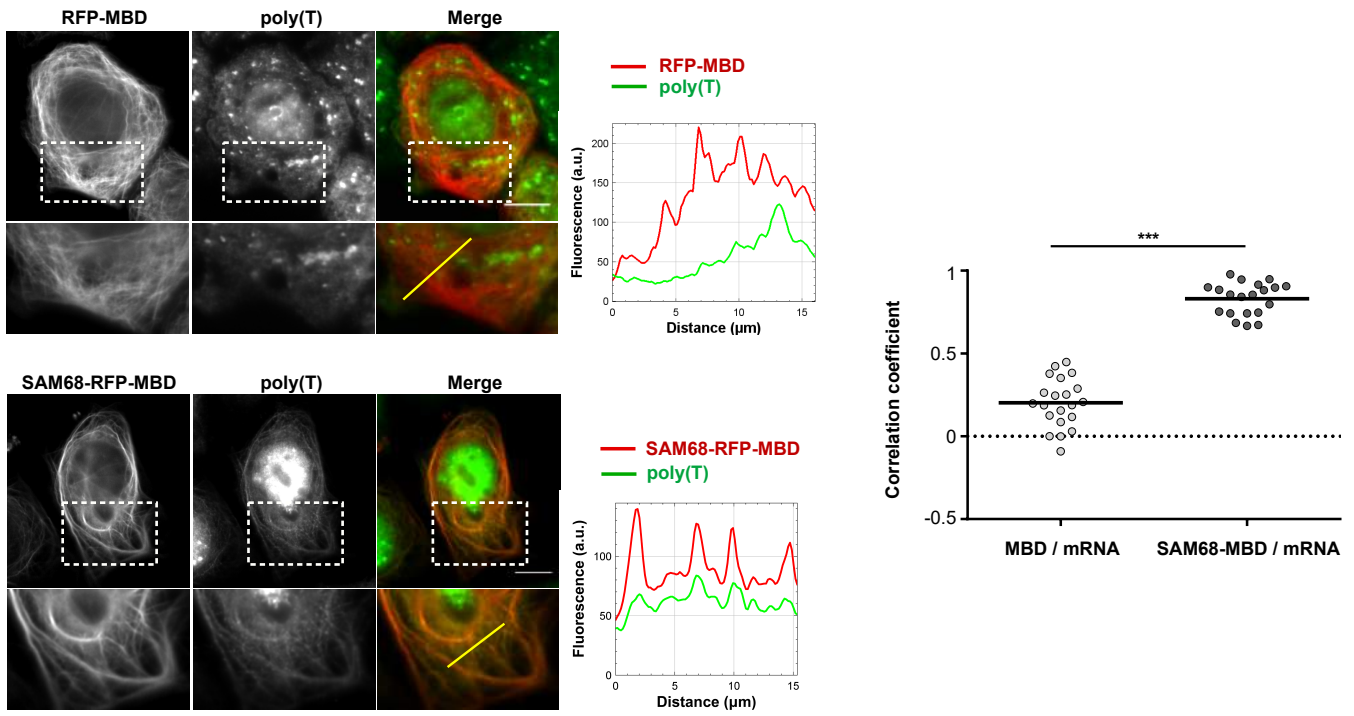 RFP-MBD poly(T) Merge
RFP-MBD
poly(T)
Fluorescence (a.u.)
200
150
100
50
0
0 5 10 15
Distance (µm)
SAM68-RFP-MBD poly(T) Merge
SAM68-RFP-MBD
poly(T)
Fluorescence (a.u.)
100
50
0
0 5 10 15
Distance (µm)
***
Correlation coefficient
1
0.5
0
-0.5
MBD / mRNA SAM68-MBD / mRNA